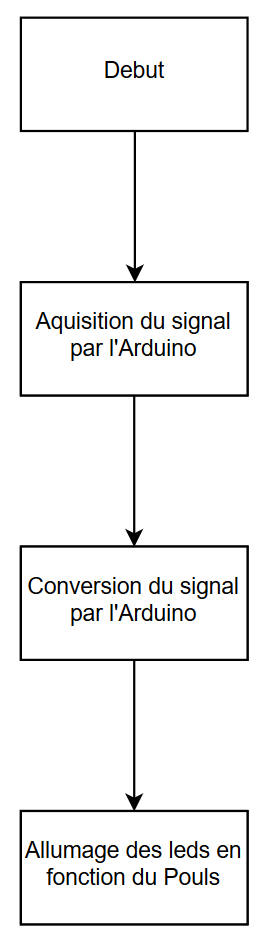 Debut
Aquisition du signal
par l'Arduino
Conversion du signal
par l'Arduino
Allumage des leds en
fonction du Pouls